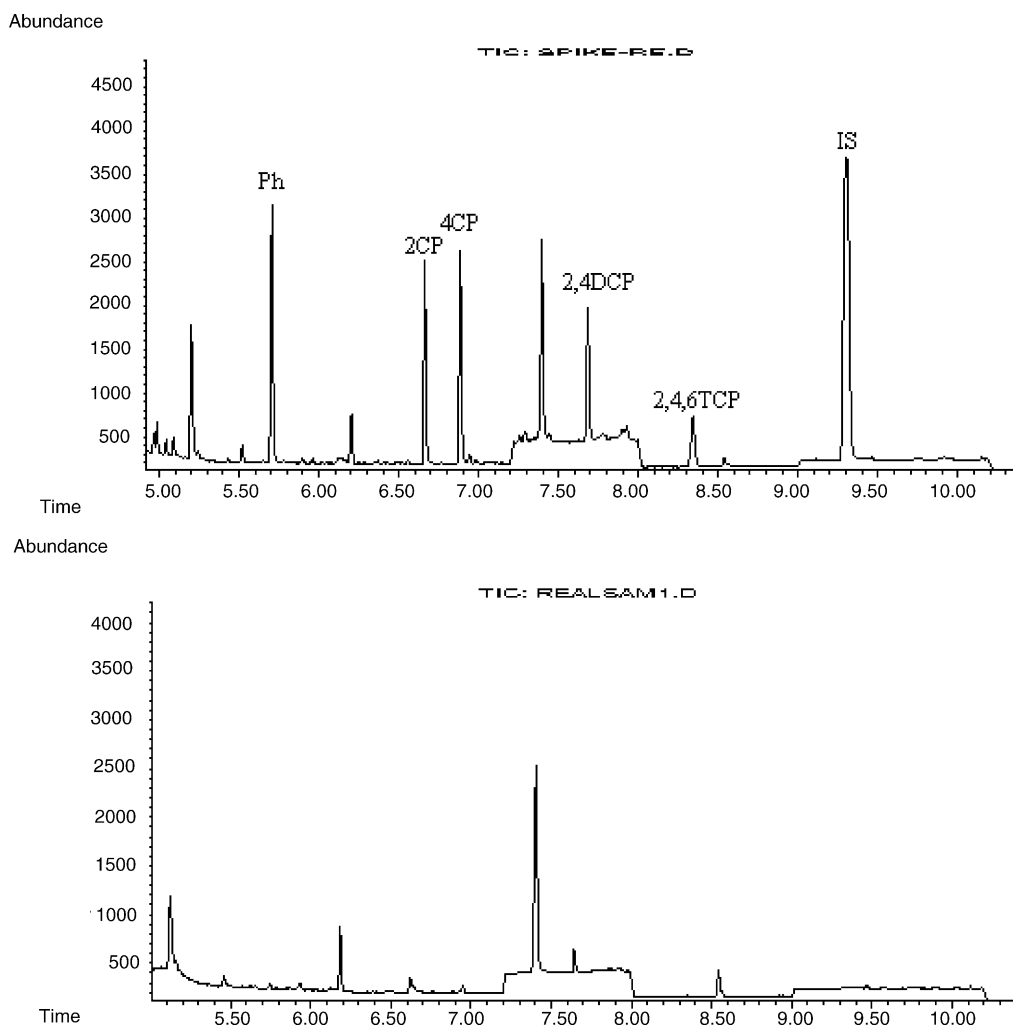 Abundance
TIC: SPIKE-RE.D
4500
4000
3500
3000
2500
2000
1500
1000
500
Ph
2CP
4CP
2,4DCP
2,4,6TCP
IS
5.00 5.50 6.00 6.50 7.00 7.50 8.00 8.50 9.00 9.50 10.00
Time
Abundance
TIC: REALSAM1.D
4000
3500
3000
2500
2000
1500
1000
500
5.50 6.00 6.50 7.00 7.50 8.00 8.50 9.00 9.50 10.00
Time